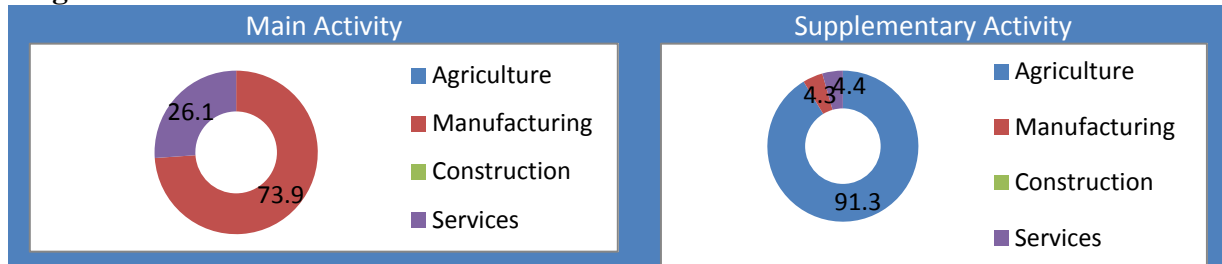 Main Activity
26.1
73.9
Agriculture
Manufacturing
Construction
Services
Supplementary Activity
4.3
4.4
91.3
Agriculture
Manufacturing
Construction
Services